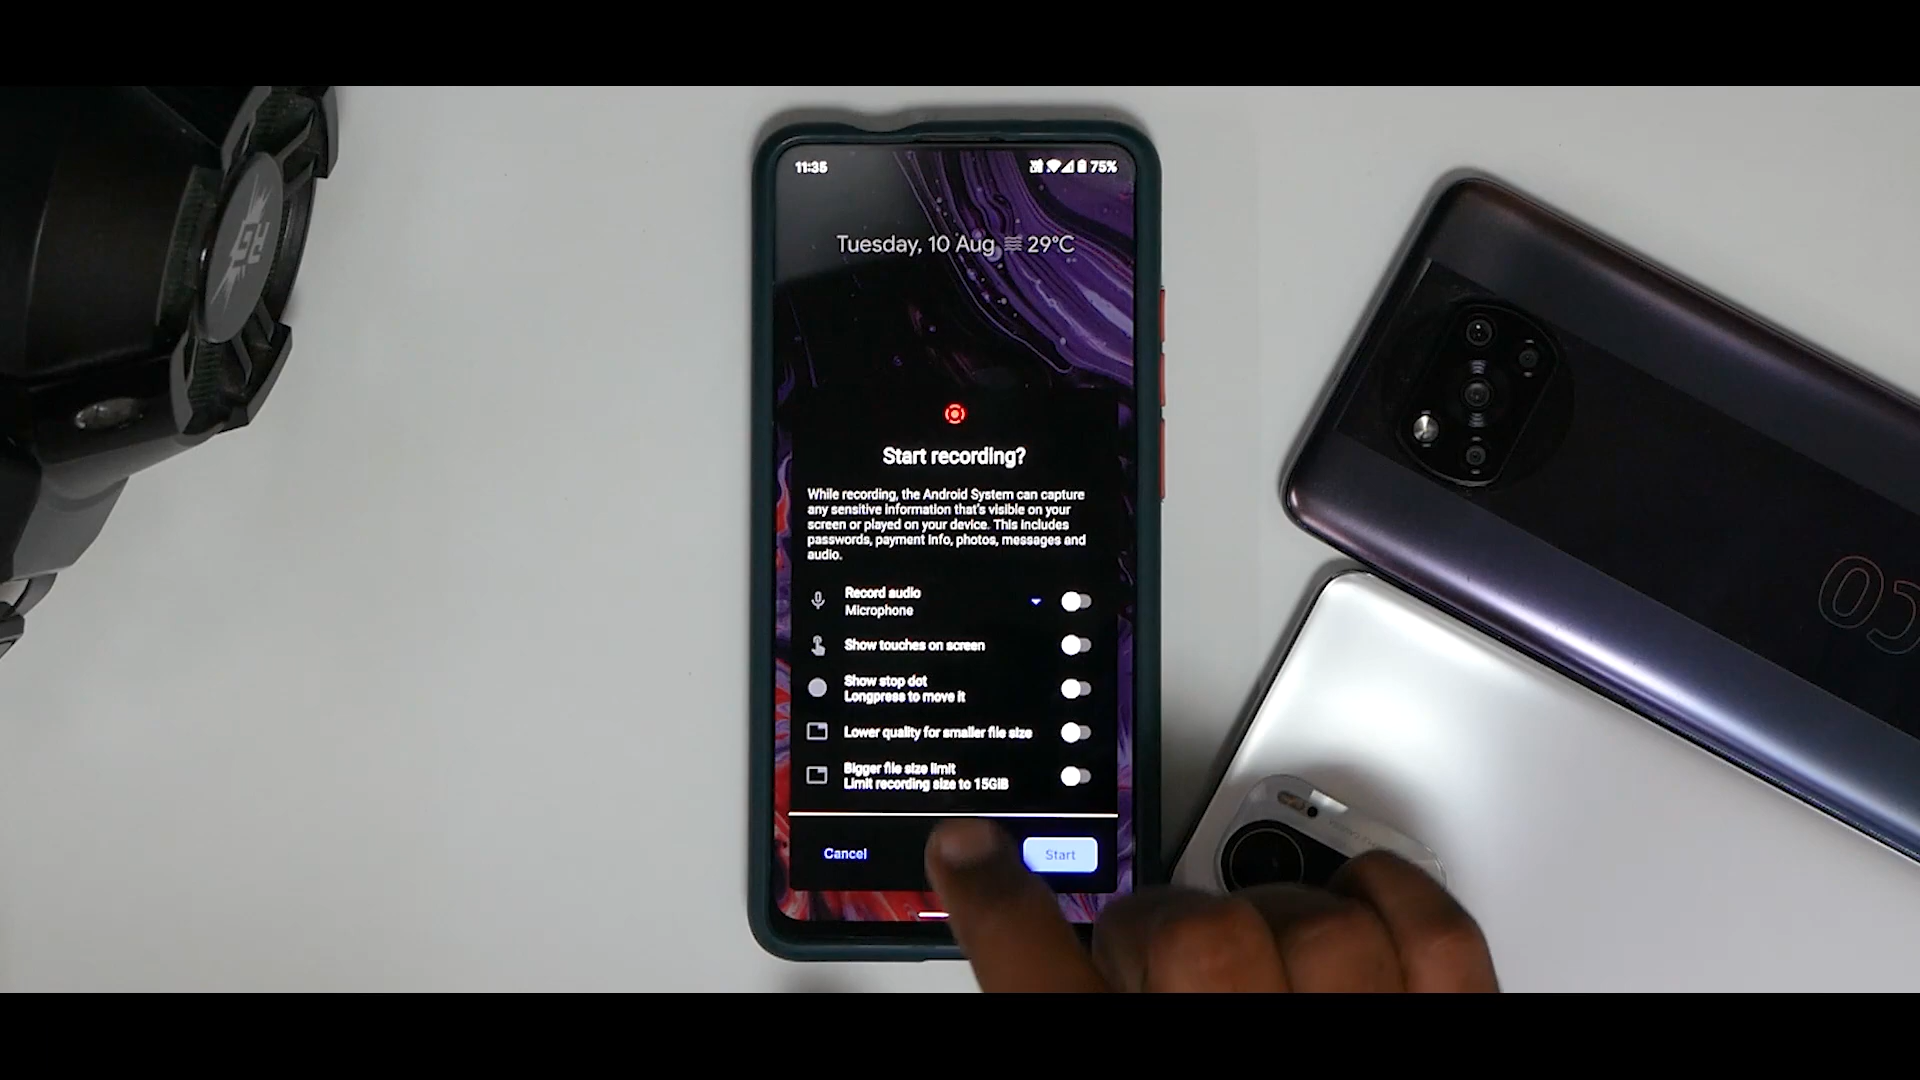 11:35
75%
Tuesday, 10 Aug 29°C
Start recording?
While recording, the Android System can capture
any sensitive information that's visible on your
screen or played on your device. This includes
passwords, payment info, photos, messages and
audio.
Record audio
Microphone
Show touches on screen
Show stop dot
Longpress to move it
Lower quality for smaller file size
Bigger file size limit
Limit recording size to 15GiB
Cancel
Start